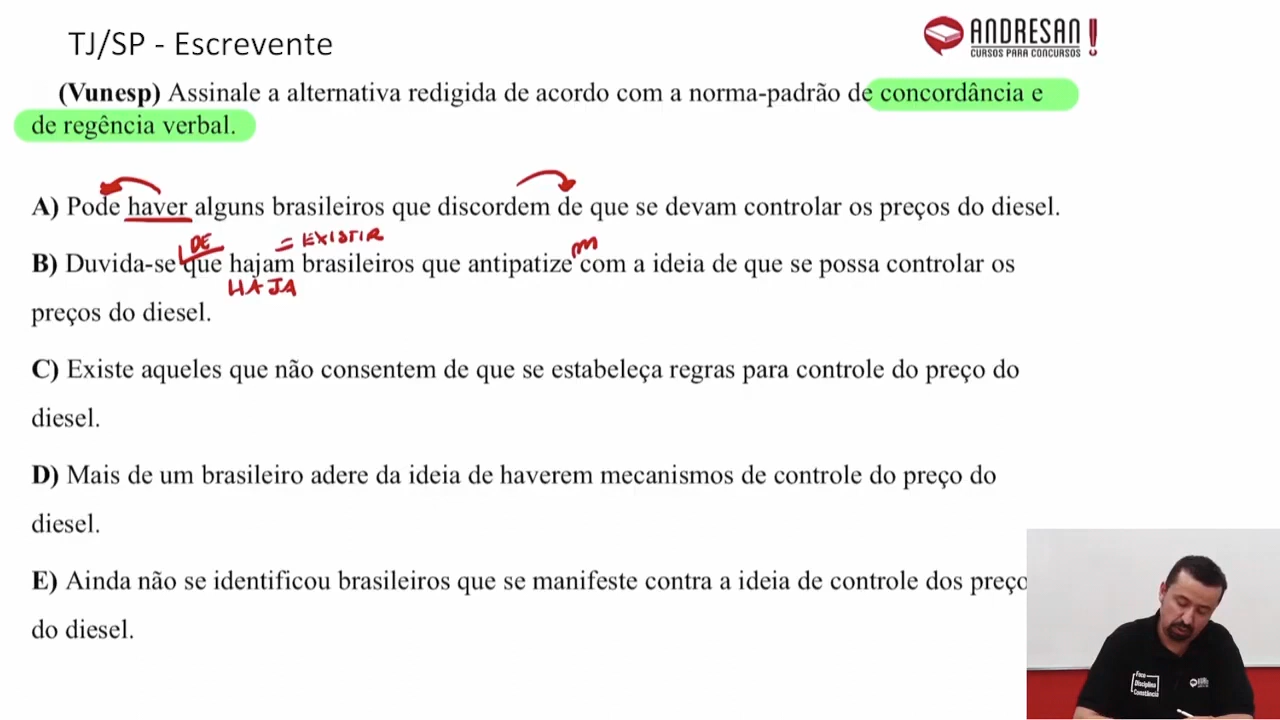 TJ/SP - Escrevente
ANDRESAN!
CURSOS PARA CONCURSOS
(Vunesp) Assinale a alternativa redigida de acordo com a norma-padrão de concordância e
de regência verbal.
A) Pode haver alguns brasileiros que discordem de que se devam controlar os preços do diesel.
DE = EXISTIR m
B) Duvida-se que hajam brasileiros que antipatize com a ideia de que se possa controlar os
HAJA
preços do diesel.
C) Existe aqueles que não consentem de que se estabeleça regras para controle do preço do
diesel.
D) Mais de um brasileiro adere da ideia de haverem mecanismos de controle do preço do
diesel.
E) Ainda não se identificou brasileiros que se manifeste contra a ideia de controle dos preço
do diesel.
Foco
Disciplina
Constância